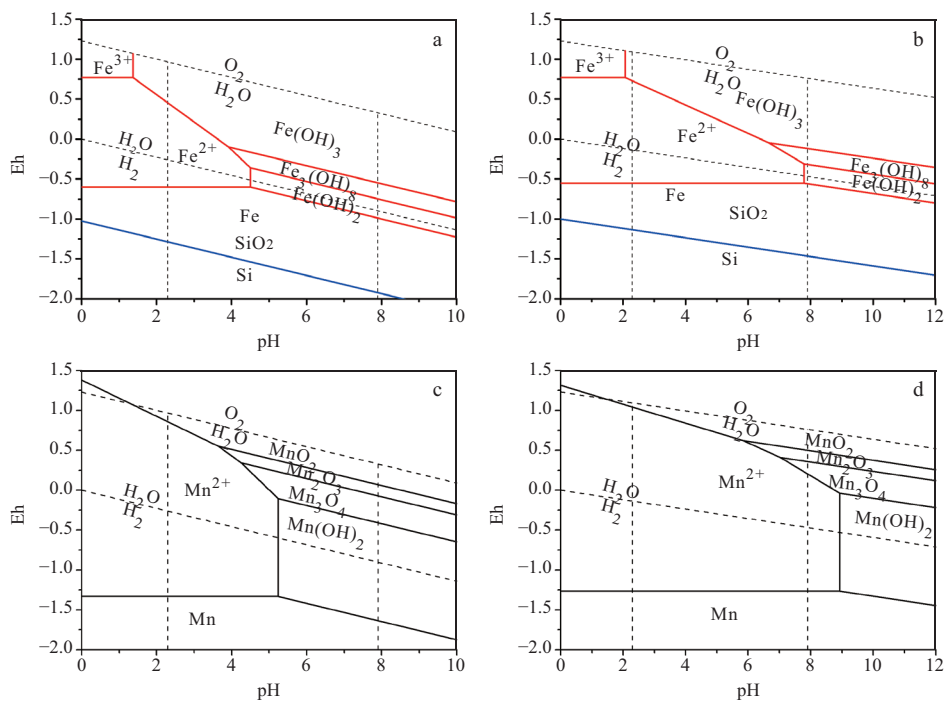 a
1.5
1.0
0.5
0.0
−0.5
−1.0
−1.5
−2.0
Eh
Fe³⁺
O₂
H₂O
Fe(OH)₃
H₂O
H₂
Fe²⁺
Fe₃(OH)₈
Fe(OH)₂
Fe
SiO₂
Si
0 2 4 6 8 10
pH
b
1.5
1.0
0.5
0.0
−0.5
−1.0
−1.5
−2.0
Eh
Fe³⁺
O₂
H₂O
Fe(OH)₃
Fe²⁺
H₂O
H₂
Fe₃(OH)₈
Fe(OH)₂
Fe
SiO₂
Si
0 2 4 6 8 10 12
pH
c
1.5
1.0
0.5
0.0
−0.5
−1.0
−1.5
−2.0
Eh
O₂
H₂O
MnO₂
Mn₂O₃
Mn²⁺
Mn₃O₄
H₂O
H₂
Mn(OH)₂
Mn
0 2 4 6 8 10
pH
d
1.5
1.0
0.5
0.0
−0.5
−1.0
−1.5
−2.0
Eh
O₂
H₂O
MnO₂
Mn₂O₃
Mn²⁺
Mn₃O₄
H₂O
H₂
Mn(OH)₂
Mn
0 2 4 6 8 10 12
pH